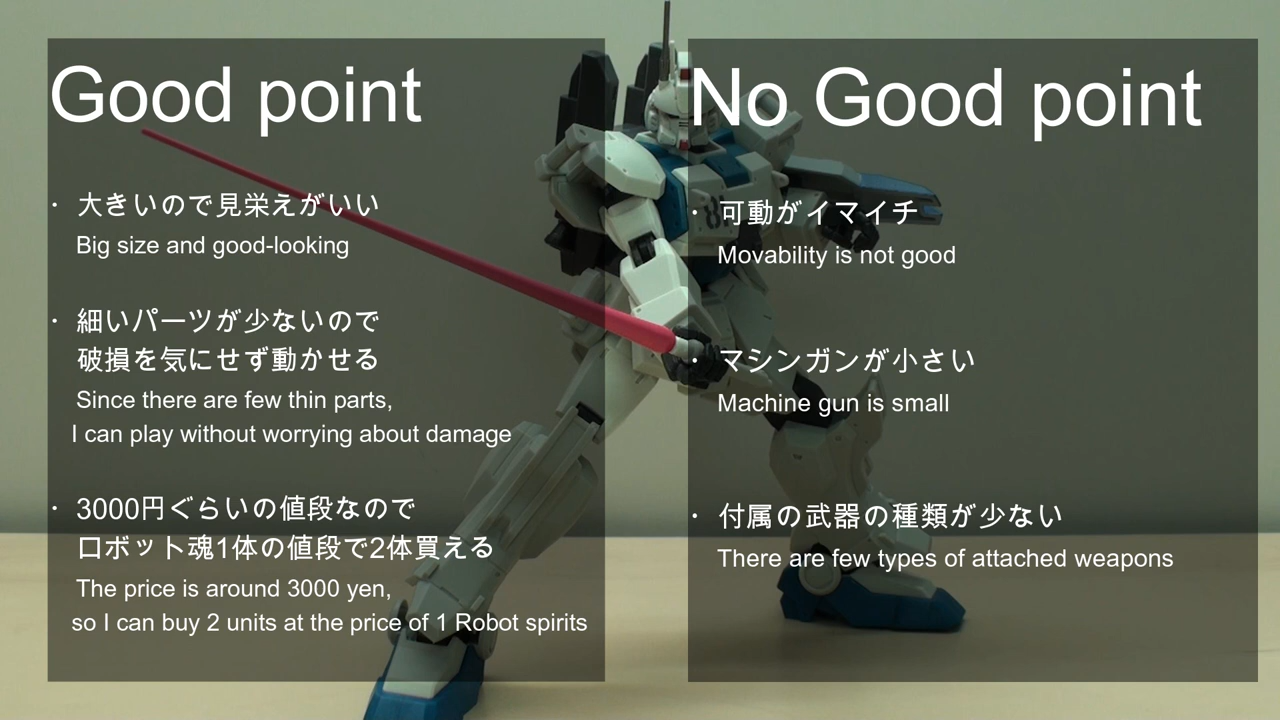 Good point
・大きいので見栄えがいい
Big size and good-looking
・細いパーツが少ないので
破損を気にせず動かせる
Since there are few thin parts,
I can play without worrying about damage
・3000円ぐらいの値段なので
ロボット魂1体の値段で2体買える
The price is around 3000 yen,
so I can buy 2 units at the price of 1 Robot spirits
No Good point
・可動がイマイチ
Movability is not good
・マシンガンが小さい
Machine gun is small
・付属の武器の種類が少ない
There are few types of attached weapons